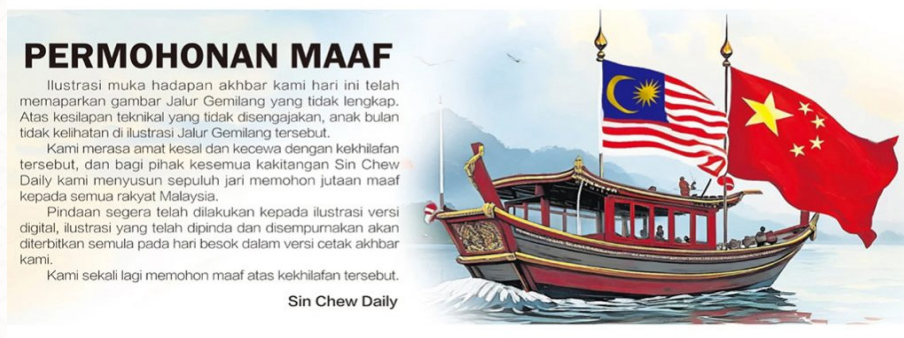 PERMOHONAN MAAF
Ilustrasi muka hadapan akhbar kami hari ini telah
memaparkan gambar Jalur Gemilang yang tidak lengkap.
Atas kesilapan teknikal yang tidak disengajakan, anak bulan
tidak kelihatan di ilustrasi Jalur Gemilang tersebut.
Kami merasa amat kesal dan kecewa dengan kekhilafan
tersebut, dan bagi pihak kesemua kakitangan Sin Chew
Daily kami menyusun sepuluh jari memohon jutaan maaf
kepada semua rakyat Malaysia.
Pindaan segera telah dilakukan kepada ilustrasi versi
digital, ilustrasi yang telah dipinda dan disempurnakan akan
diterbitkan semula pada hari besok dalam versi cetak akhbar
kami.
Kami sekali lagi memohon maaf atas kekhilafan tersebut.
Sin Chew Daily